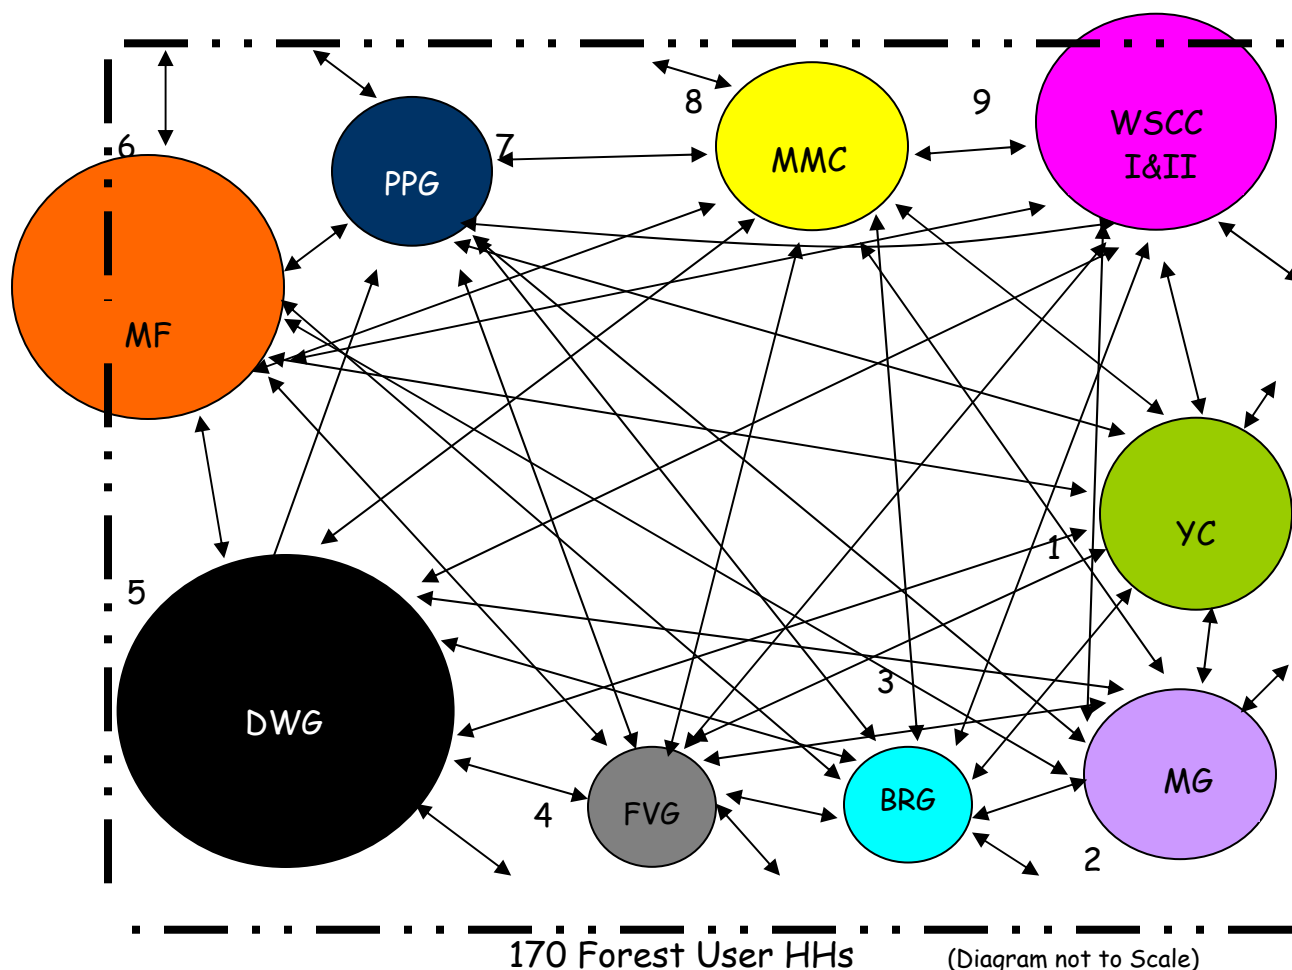 8
9
WSCC
I&II
6
7
MMC
PPG
MF
YC
1
5
3
DWG
MG
BRG
4
FVG
2
170 Forest User HHs
(Diagram not to Scale)